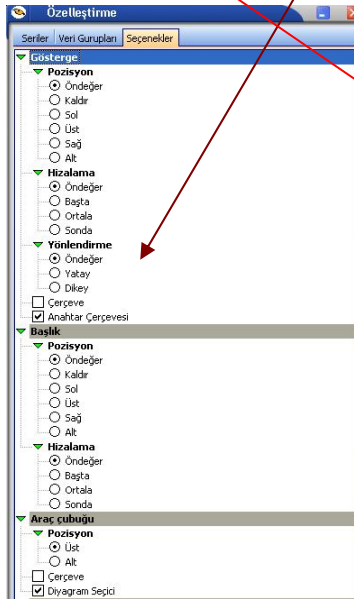 Özelleştirme
Seriler Veri Gurupları Seçenekler
Gösterge
Pozisyon
Öndeğer
Kaldır
Sol
Üst
Sağ
Alt
Hizalama
Öndeğer
Başta
Ortala
Sonda
Yönlendirme
Öndeğer
Yatay
Dikey
Çerçeve
Anahtar Çerçevesi
Başlık
Pozisyon
Öndeğer
Kaldır
Sol
Üst
Sağ
Alt
Hizalama
Öndeğer
Başta
Ortala
Sonda
Araç çubuğu
Pozisyon
Üst
Alt
Çerçeve
Diyagram Seçici